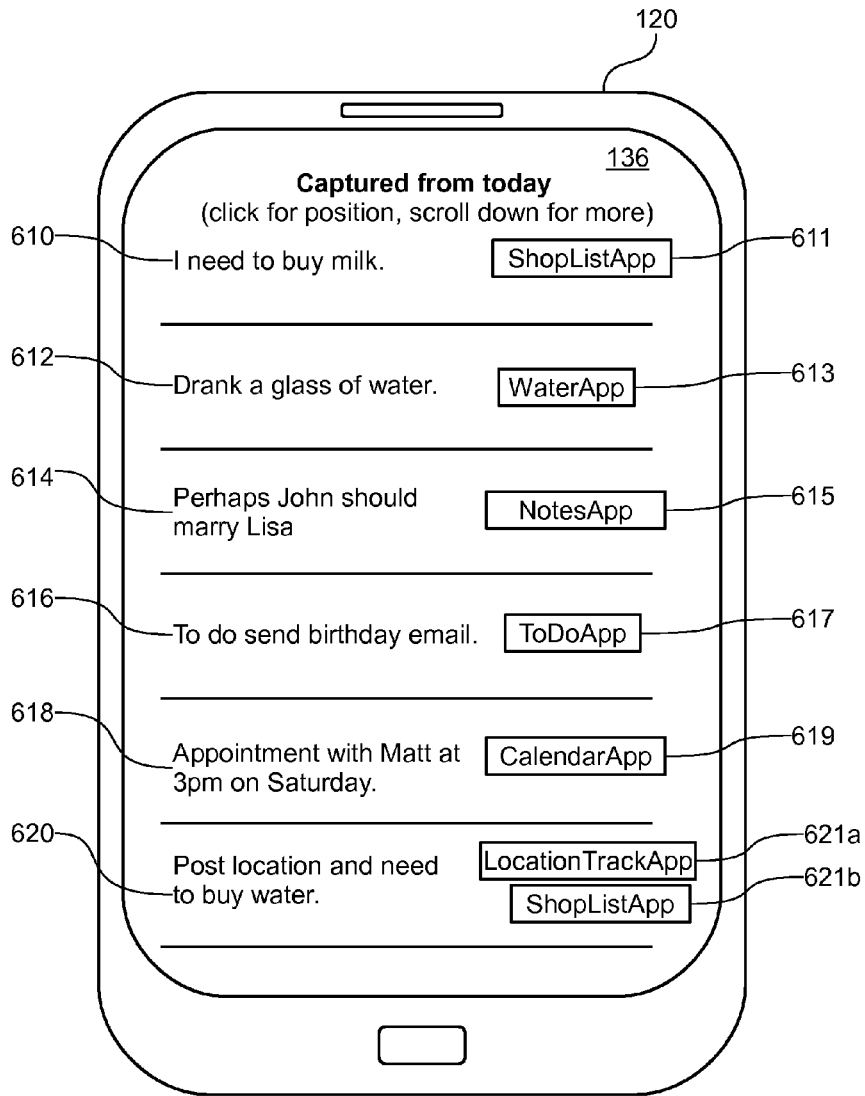 120
136
Captured from today
(click for position, scroll down for more)
610
I need to buy milk.
ShopListApp
611
612
Drank a glass of water.
WaterApp
613
614
Perhaps John should
marry Lisa
NotesApp
615
616
To do send birthday email.
ToDoApp
617
618
Appointment with Matt at
3pm on Saturday.
CalendarApp
619
620
Post location and need
to buy water.
LocationTrackApp
621a
ShopListApp
621b